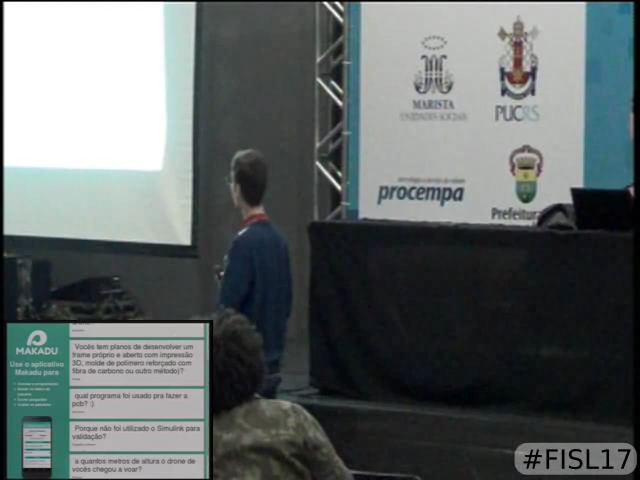 MARISTA
UNIDADES SOCIAIS
PUCRS
procempa
Prefeitura
MAKADU
Use o aplicativo
Makadu para
Vocês tem planos de desenvolver um
frame próprio e aberto com impressão
3D, molde de polímero reforçado com
fibra de carbono ou outro método)?
qual programa foi usado pra fazer a
pcb? :)
Porque não foi utilizado o Simulink para
validação?
a quantos metros de altura o drone de
vocês chegou a voar?
#FISL17